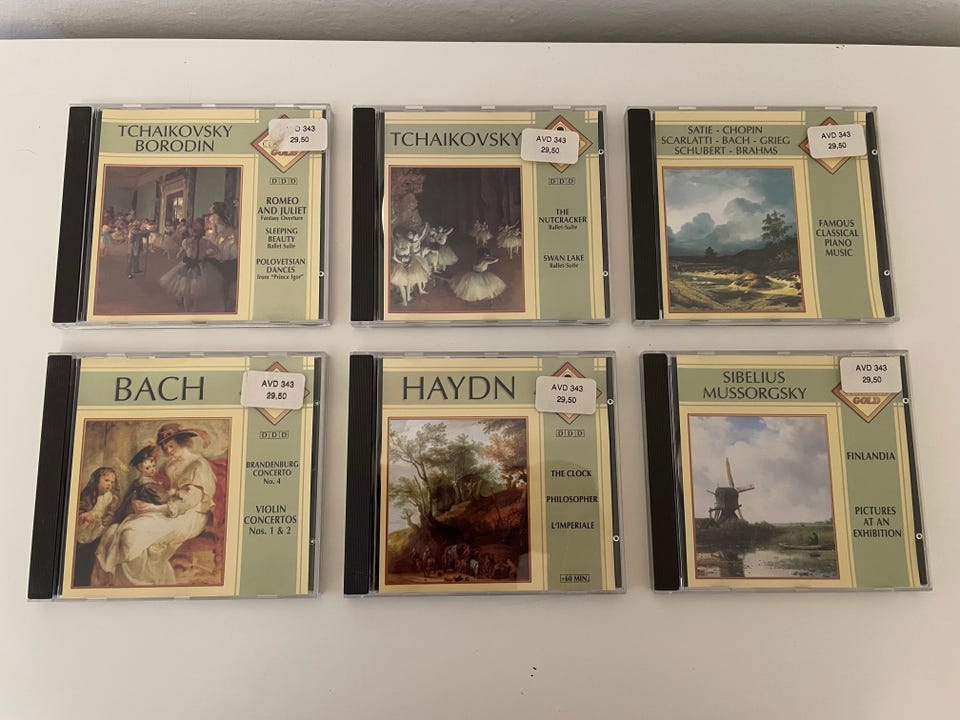 TCHAIKOVSKY
BORODIN
AVD 343
29,50
GOLD
DDD
ROMEO
AND JULIET
Fantasy Overture
SLEEPING
BEAUTY
Ballet Suite
POLOVETSIAN
DANCES
from "Prince Igor"
TCHAIKOVSKY
AVD 343
29,50
DDD
THE
NUTCRACKER
Ballet-Suite
SWAN LAKE
Ballet-Suite
SATIE - CHOPIN
SCARLATTI - BACH - GRIEG
SCHUBERT - BRAHMS
AVD 343
29,50
FAMOUS
CLASSICAL
PIANO
MUSIC
BACH
AVD 343
29,50
DDD
BRANDENBURG
CONCERTO
No. 4
VIOLIN
CONCERTOS
Nos. 1 & 2
HAYDN
AVD 343
29,50
DDD
THE CLOCK
PHILOSOPHER
L'IMPERIALE
+60 MIN.
SIBELIUS
MUSSORGSKY
AVD 343
29,50
GOLD
FINLANDIA
PICTURES
AT AN
EXHIBITION